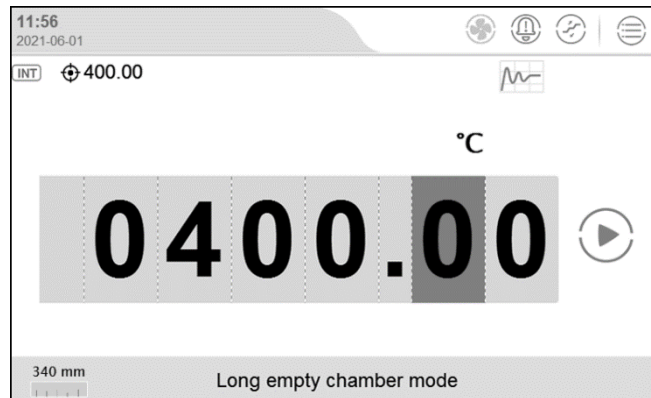 11:56
2021-06-01
INT 400.00
°C
0400.00
340 mm
Long empty chamber mode